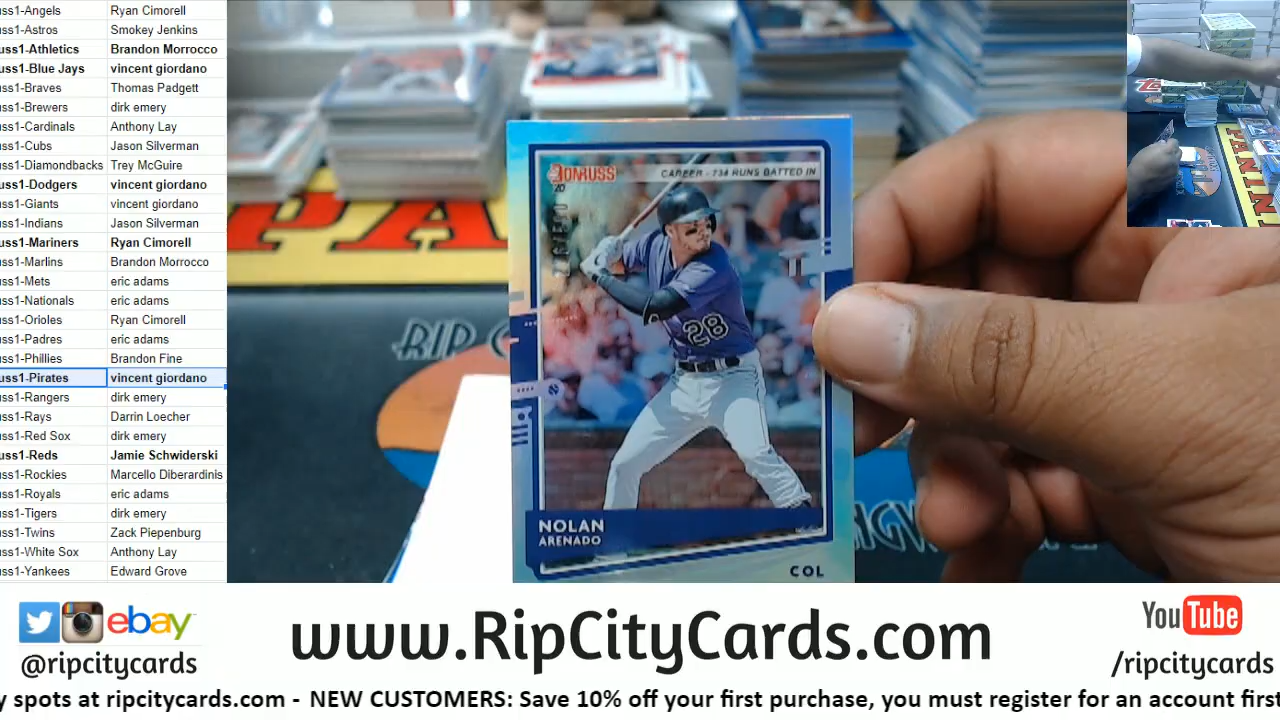 uss1-Angels Ryan Cimorell
uss1-Astros Smokey Jenkins
uss1-Athletics Brandon Morrocco
uss1-Blue Jays vincent giordano
uss1-Braves Thomas Padgett
uss1-Brewers dirk emery
uss1-Cardinals Anthony Lay
uss1-Cubs Jason Silverman
uss1-Diamondbacks Trey McGuire
uss1-Dodgers vincent giordano
uss1-Giants vincent giordano
uss1-Indians Jason Silverman
uss1-Mariners Ryan Cimorell
uss1-Marlins Brandon Morrocco
uss1-Mets eric adams
uss1-Nationals eric adams
uss1-Orioles Ryan Cimorell
uss1-Padres eric adams
uss1-Phillies Brandon Fine
uss1-Pirates vincent giordano
uss1-Rangers dirk emery
uss1-Rays Darrin Loecher
uss1-Red Sox dirk emery
uss1-Reds Jamie Schwiderski
uss1-Rockies Marcello Diberardinis
uss1-Royals eric adams
uss1-Tigers dirk emery
uss1-Twins Zack Piepenburg
uss1-White Sox Anthony Lay
uss1-Yankees Edward Grove
DONRUSS
'20
CAREER - 734 RUNS BATTED IN
28
NOLAN
ARENADO
COL
PA
RIP
PANINI
ebay
@ripcitycards
www.RipCityCards.com
YouTube
/ripcitycards
y spots at ripcitycards.com - NEW CUSTOMERS: Save 10% off your first purchase, you must register for an account first